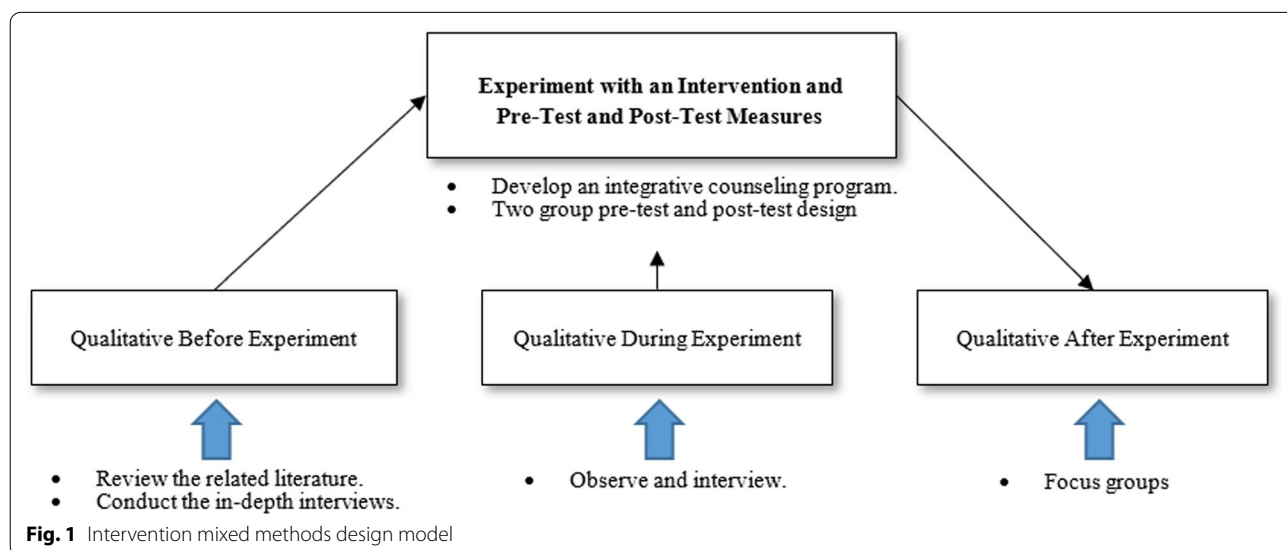 Experiment with an Intervention and
Pre-Test and Post-Test Measures
• Develop an integrative counseling program.
• Two group pre-test and post-test design
Qualitative Before Experiment
Qualitative During Experiment
Qualitative After Experiment
• Review the related literature.
• Conduct the in-depth interviews.
• Observe and interview.
• Focus groups
Fig. 1 Intervention mixed methods design model